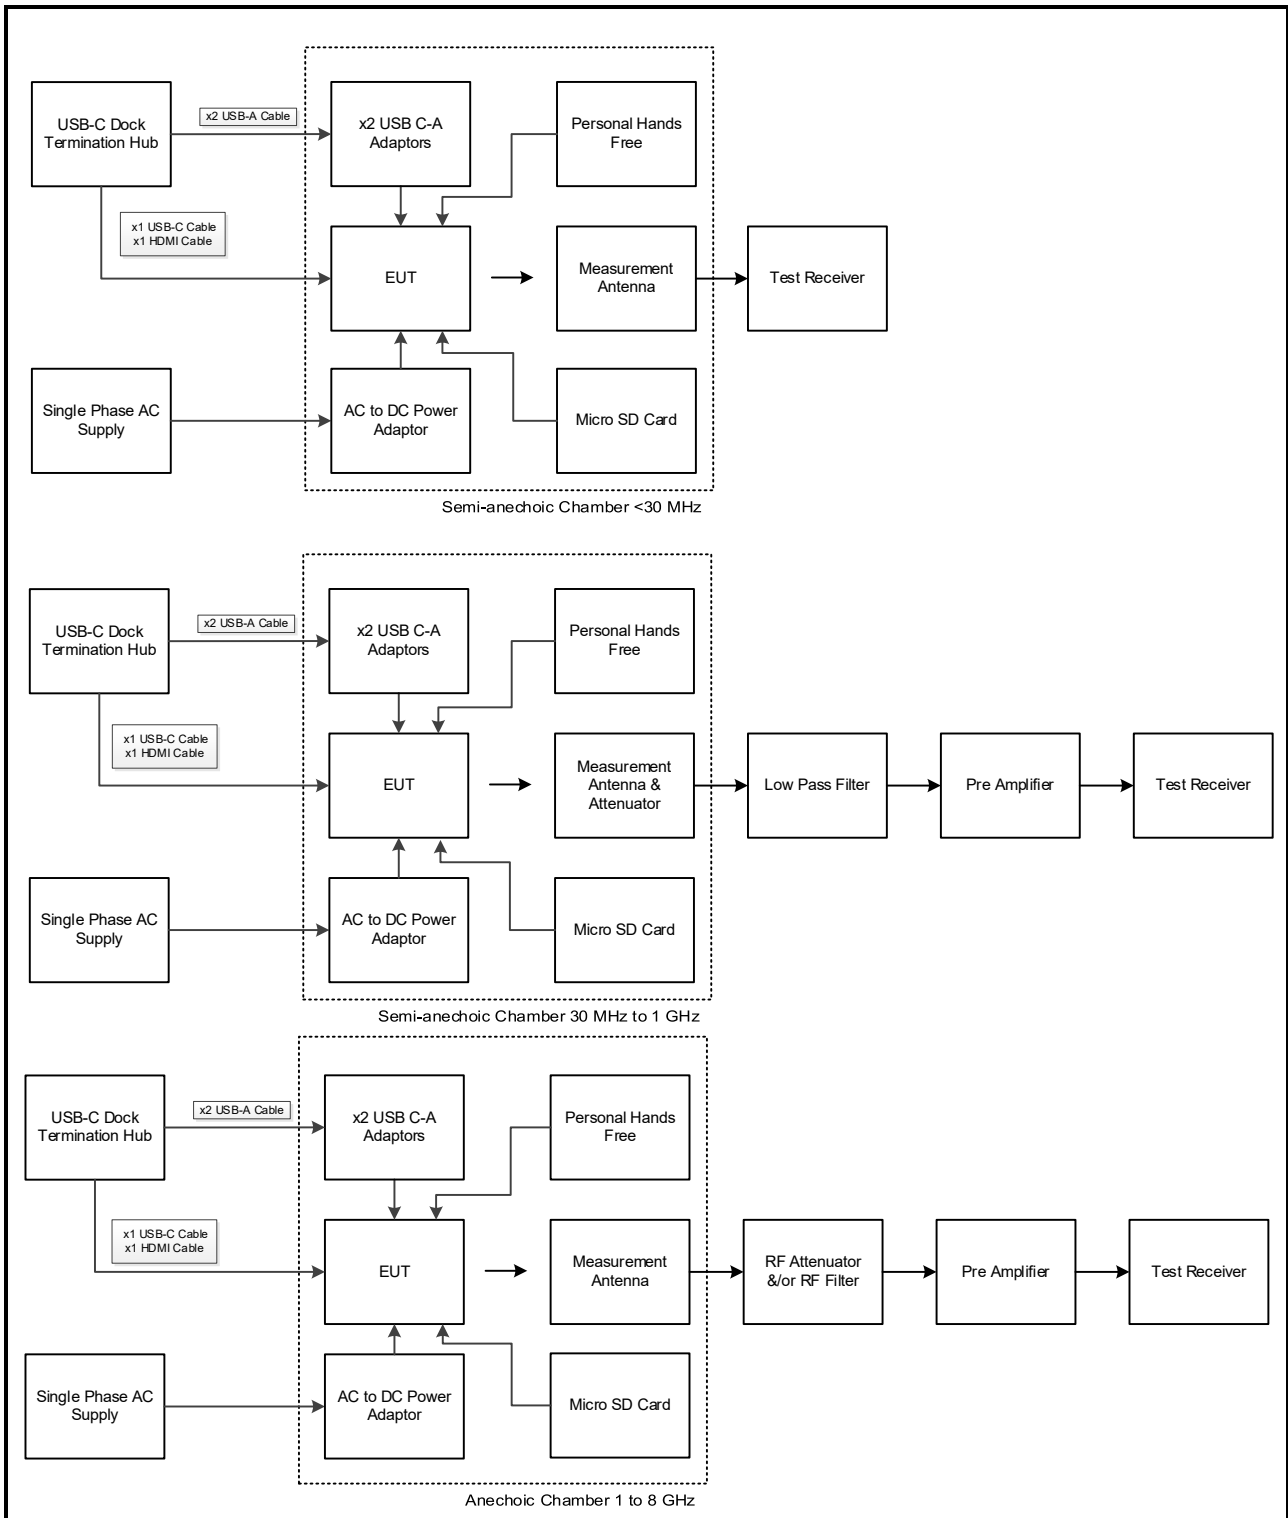 USB-C Dock
Termination Hub
x2 USB-A Cable
x2 USB C-A
Adaptors
Personal Hands
Free
x1 USB-C Cable
x1 HDMI Cable
EUT
Measurement
Antenna
Test Receiver
Single Phase AC
Supply
AC to DC Power
Adaptor
Micro SD Card
Semi-anechoic Chamber <30 MHz
USB-C Dock
Termination Hub
x2 USB-A Cable
x2 USB C-A
Adaptors
Personal Hands
Free
x1 USB-C Cable
x1 HDMI Cable
EUT
Measurement
Antenna &
Attenuator
Low Pass Filter
Pre Amplifier
Test Receiver
Single Phase AC
Supply
AC to DC Power
Adaptor
Micro SD Card
Semi-anechoic Chamber 30 MHz to 1 GHz
USB-C Dock
Termination Hub
x2 USB-A Cable
x2 USB C-A
Adaptors
Personal Hands
Free
x1 USB-C Cable
x1 HDMI Cable
EUT
Measurement
Antenna
RF Attenuator
&/or RF Filter
Pre Amplifier
Test Receiver
Single Phase AC
Supply
AC to DC Power
Adaptor
Micro SD Card
Anechoic Chamber 1 to 8 GHz